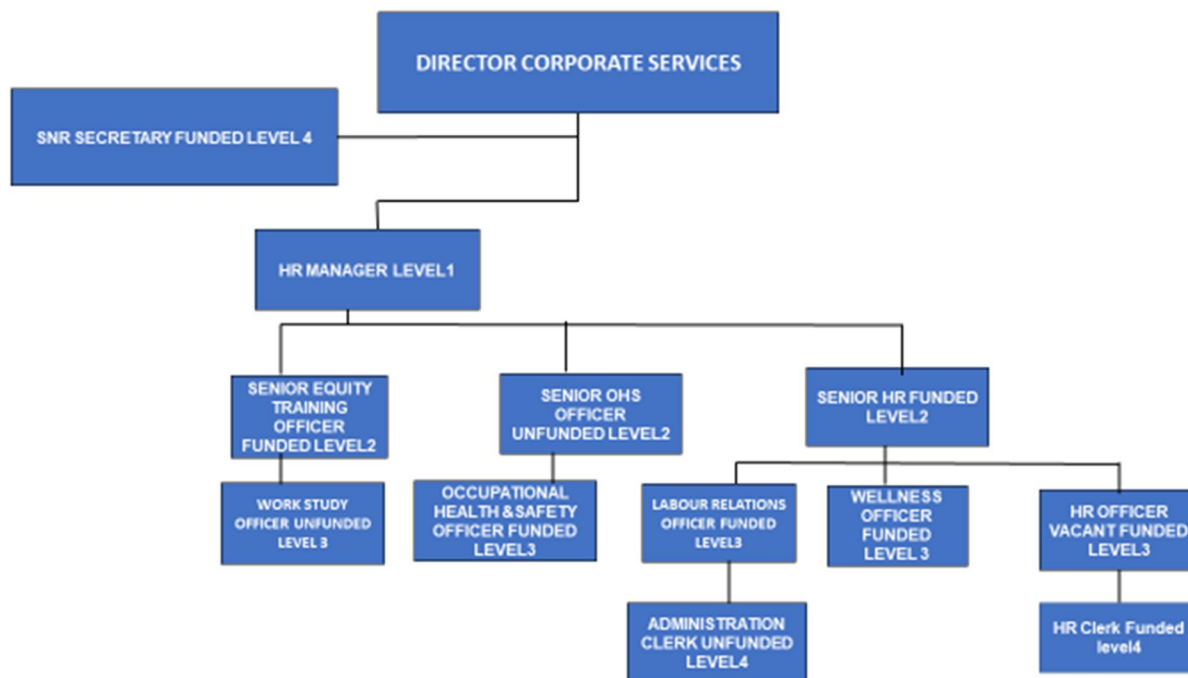 DIRECTOR CORPORATE SERVICES
SNR SECRETARY FUNDED LEVEL 4
HR MANAGER LEVEL1
SENIOR EQUITY
TRAINING
OFFICER
FUNDED LEVEL2
SENIOR OHS
OFFICER
UNFUNDED LEVEL2
SENIOR HR FUNDED
LEVEL2
WORK STUDY
OFFICER UNFUNDED
LEVEL 3
OCCUPATIONAL
HEALTH &SAFETY
OFFICER FUNDED
LEVEL3
LABOUR RELATIONS
OFFICER FUNDED
LEVEL3
WELLNESS
OFFICER
FUNDED
LEVEL 3
HR OFFICER
VACANT FUNDED
LEVEL3
ADMINISTRATION
CLERK UNFUNDED
LEVEL4
HR Clerk Funded
level4